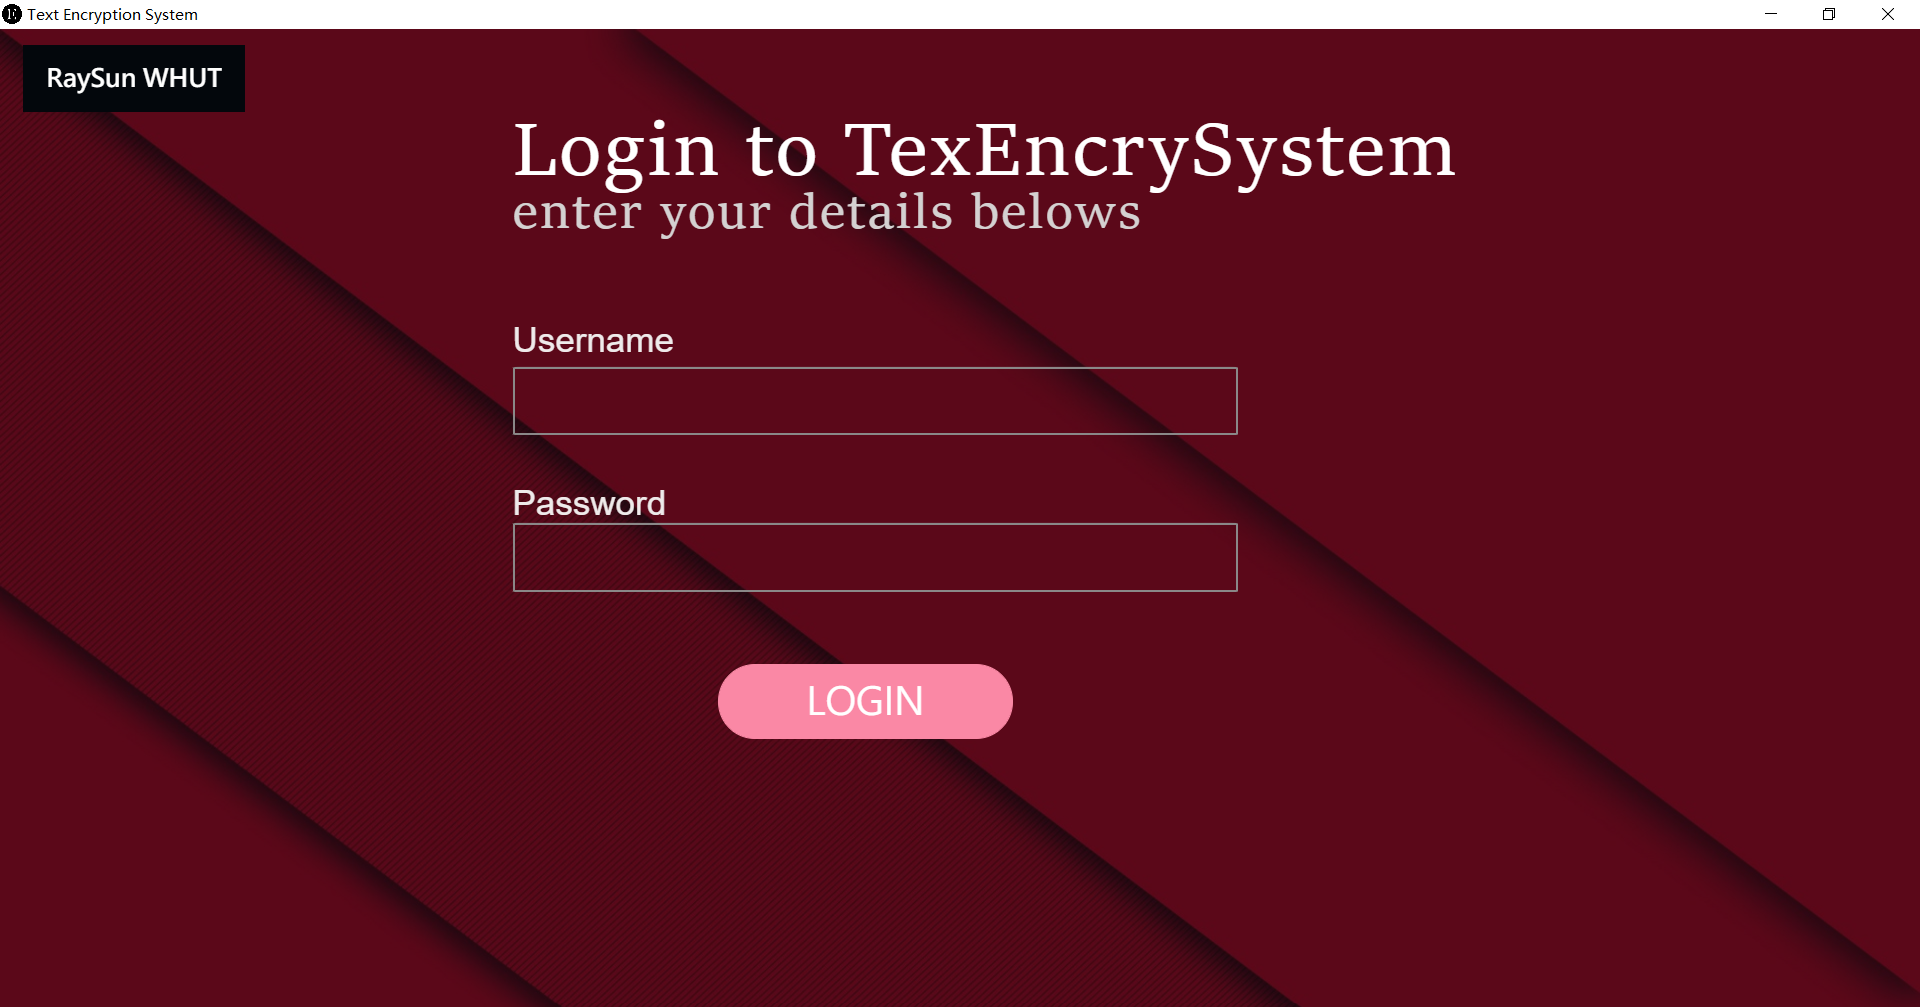 Text Encryption System
RaySun WHUT
Login to TexEncrySystem
enter your details belows
Username
Password
LOGIN